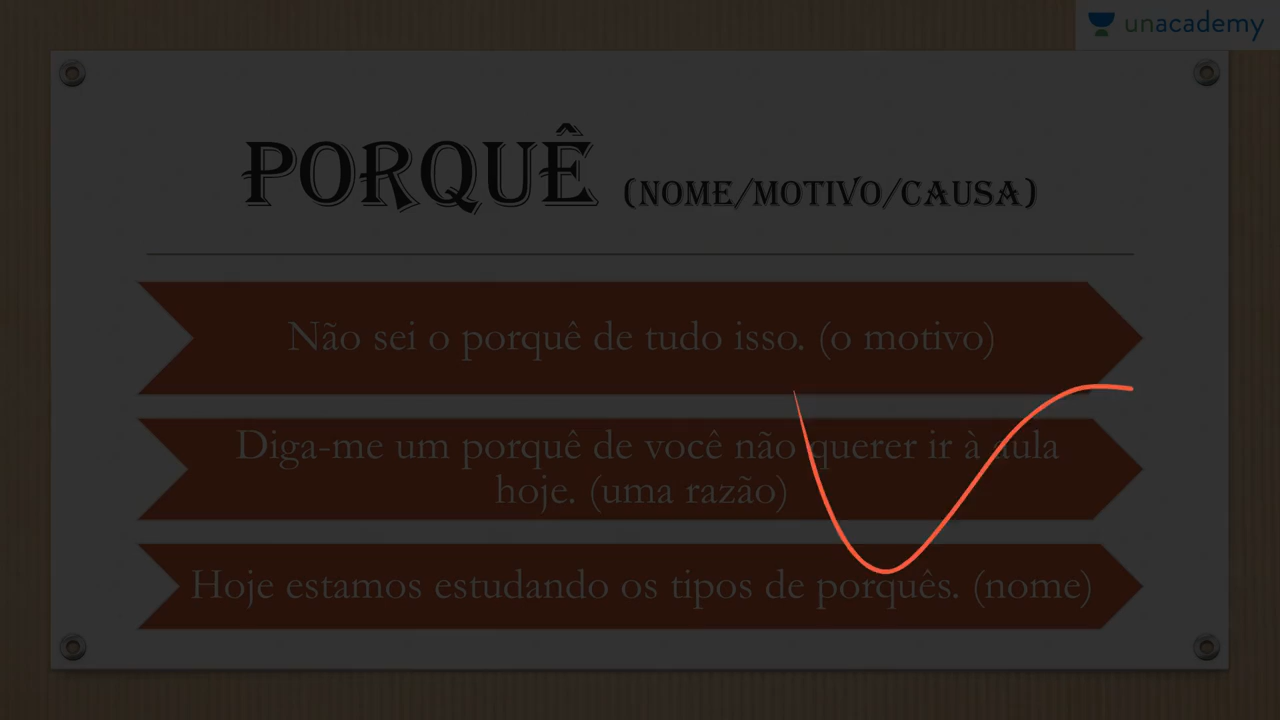 unacademy
PORQUÊ (NOME/MOTIVO/CAUSA)
Não sei o porquê de tudo isso. (o motivo)
Diga-me um porquê de você não querer ir à aula
hoje. (uma razão)
Hoje estamos estudando os tipos de porquês. (nome)